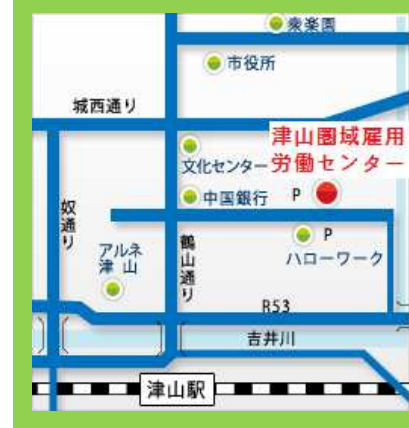 衆楽園
市役所
城西通り
津山圏域雇用
労働センター
文化センター
中国銀行
P
奴通り
鶴山通り
アルネ
津山
P
ハローワーク
R53
吉井川
津山駅